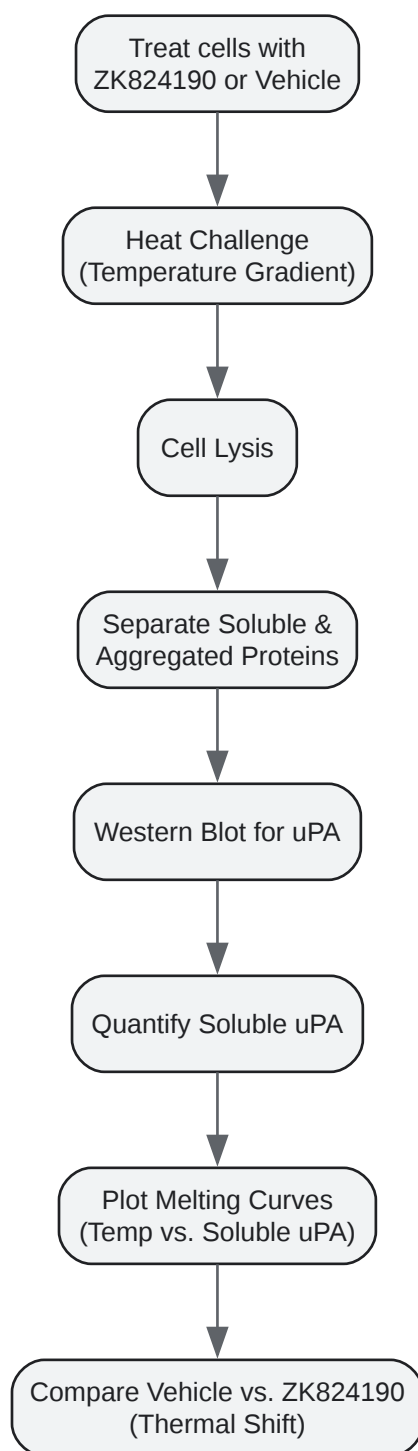 Treat cells with
ZK824190 or Vehicle
Heat Challenge
(Temperature Gradient)
Cell Lysis
Separate Soluble &
Aggregated Proteins
Western Blot for uPA
Quantify Soluble uPA
Plot Melting Curves
(Temp vs. Soluble uPA)
Compare Vehicle vs. ZK824190
(Thermal Shift)